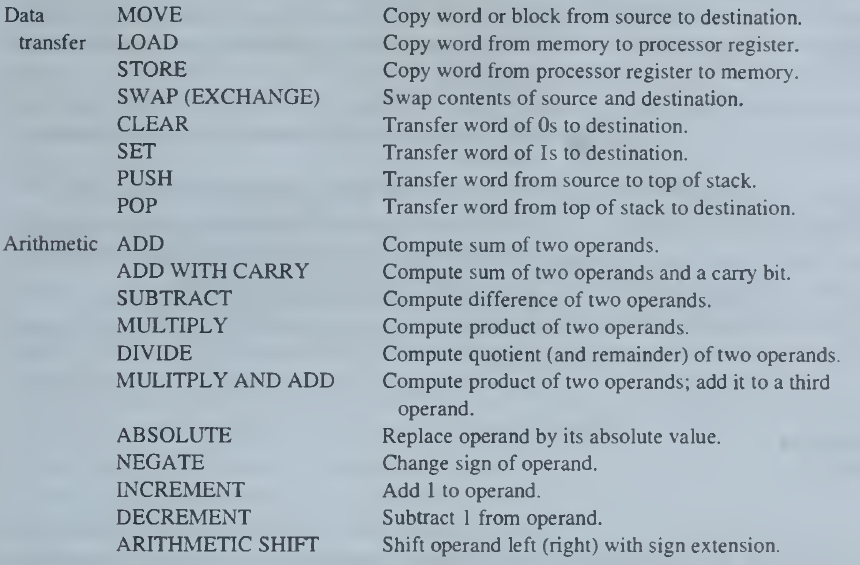 Data MOVE Copy word or block from source to destination.
transfer LOAD Copy word from memory to processor register.
STORE Copy word from processor register to memory.
SWAP (EXCHANGE) Swap contents of source and destination.
CLEAR Transfer word of 0s to destination.
SET Transfer word of 1s to destination.
PUSH Transfer word from source to top of stack.
POP Transfer word from top of stack to destination.
Arithmetic ADD Compute sum of two operands.
ADD WITH CARRY Compute sum of two operands and a carry bit.
SUBTRACT Compute difference of two operands.
MULTIPLY Compute product of two operands.
DIVIDE Compute quotient (and remainder) of two operands.
MULITPLY AND ADD Compute product of two operands; add it to a third
operand.
ABSOLUTE Replace operand by its absolute value.
NEGATE Change sign of operand.
INCREMENT Add 1 to operand.
DECREMENT Subtract 1 from operand.
ARITHMETIC SHIFT Shift operand left (right) with sign extension.